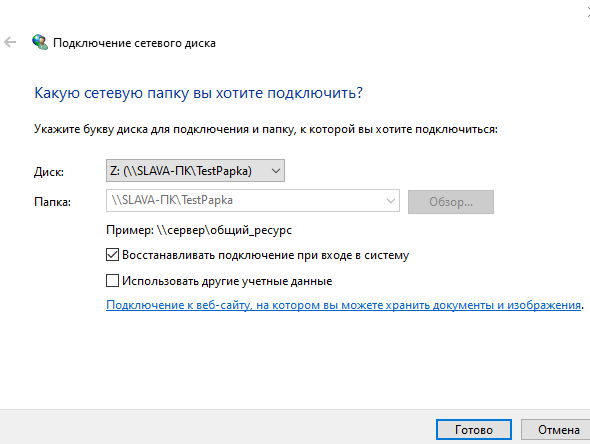 Подключение сетевого диска
Какую сетевую папку вы хотите подключить?
Укажите букву диска для подключения и папку, к которой вы хотите подключиться:
Диск: Z: (\\SLAVA-ПК\TestPapka)
Папка: \\SLAVA-ПК\TestPapka Обзор...
Пример: \\сервер\общий_ресурс
Восстанавливать подключение при входе в систему
Использовать другие учетные данные
Подключение к веб-сайту, на котором вы можете хранить документы и изображения.
Готово Отмена